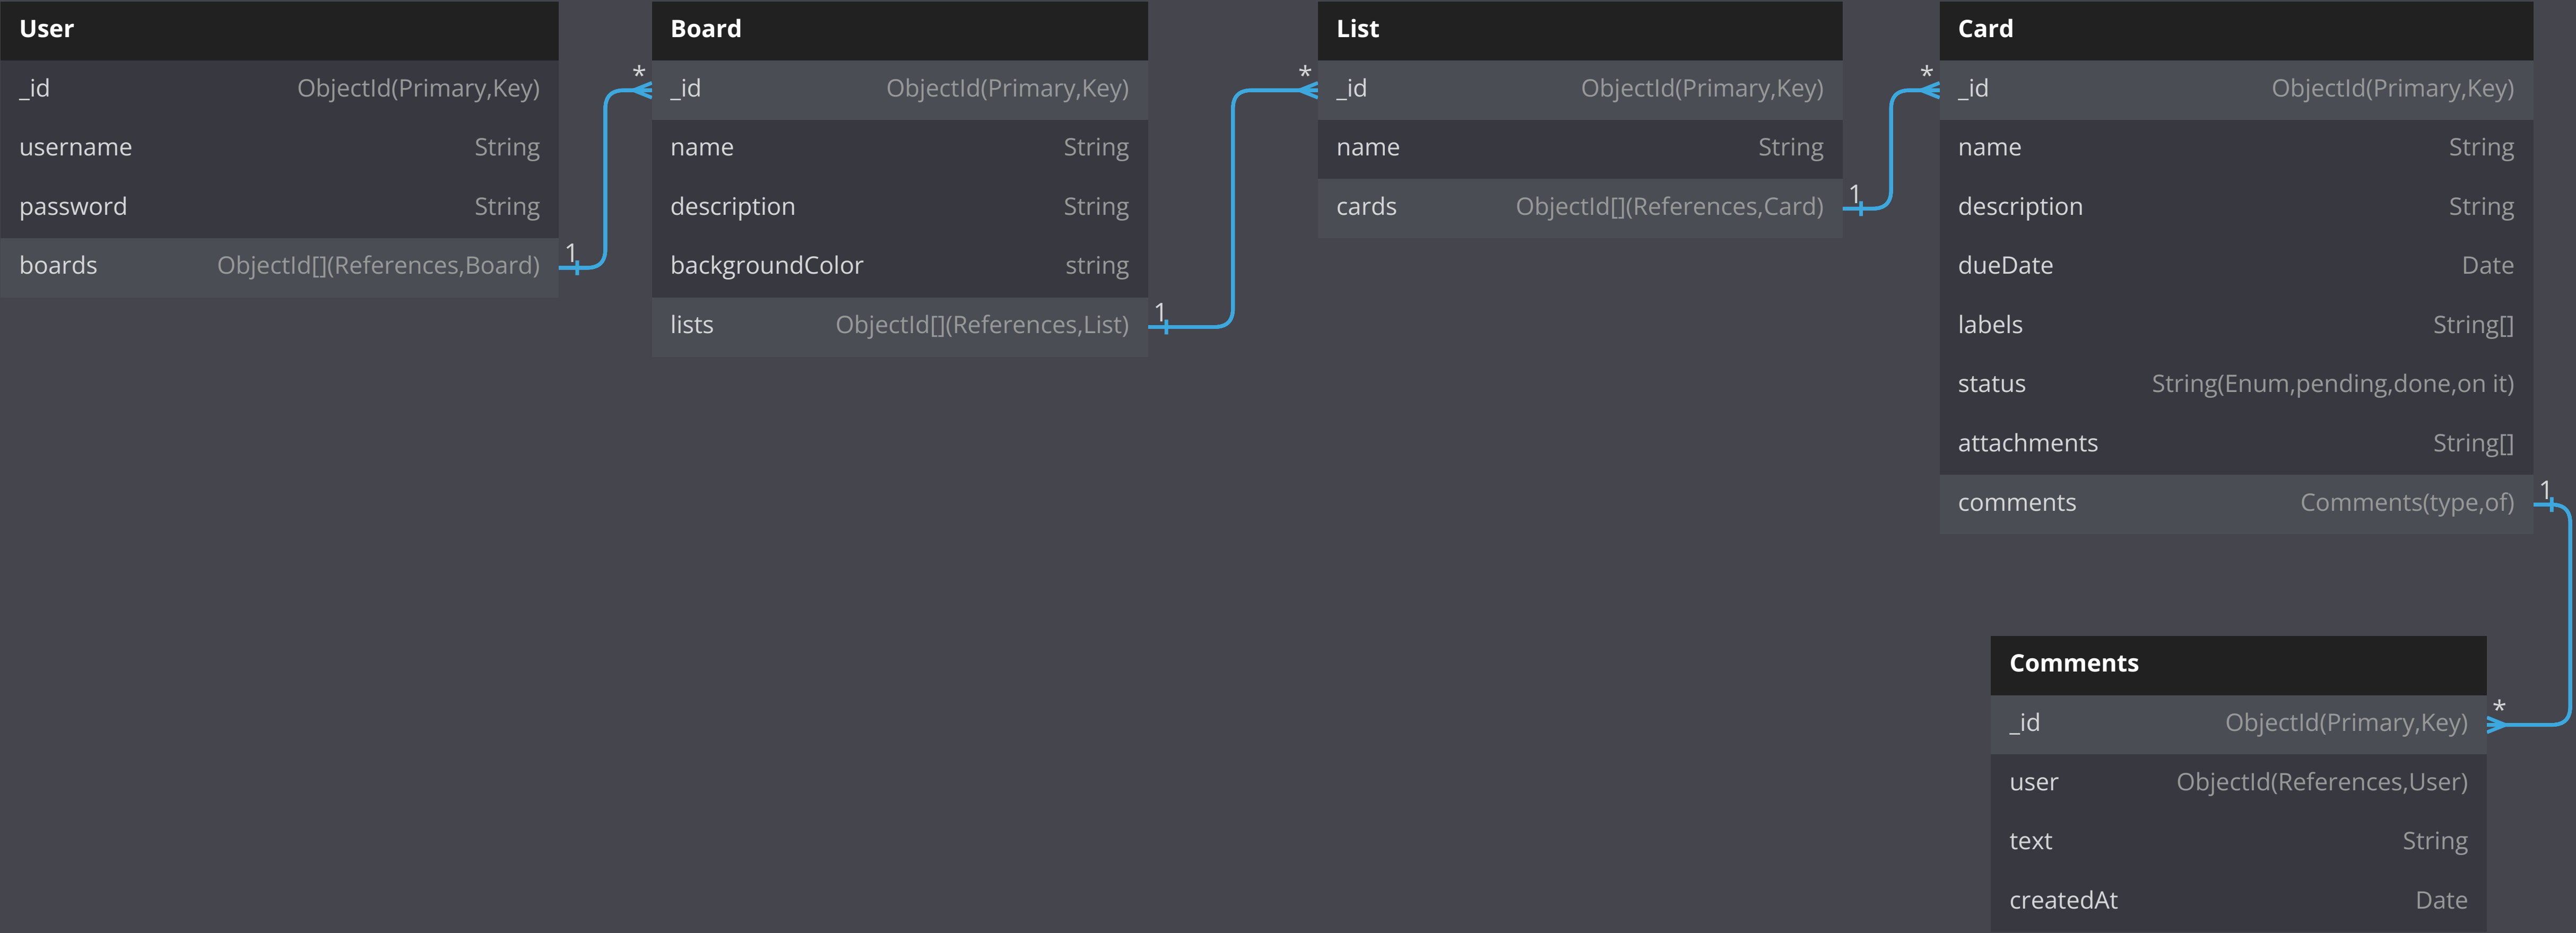 User
_id ObjectId(Primary,Key)
username String
password String
boards ObjectId[](References,Board)
1
*
Board
_id ObjectId(Primary,Key)
name String
description String
backgroundColor string
lists ObjectId[](References,List)
1
*
List
_id ObjectId(Primary,Key)
name String
cards ObjectId[](References,Card)
1
*
Card
_id ObjectId(Primary,Key)
name String
description String
dueDate Date
labels String[]
status String(Enum,pending,done,on it)
attachments String[]
comments Comments(type,of)
1
*
Comments
_id ObjectId(Primary,Key)
user ObjectId(References,User)
text String
createdAt Date